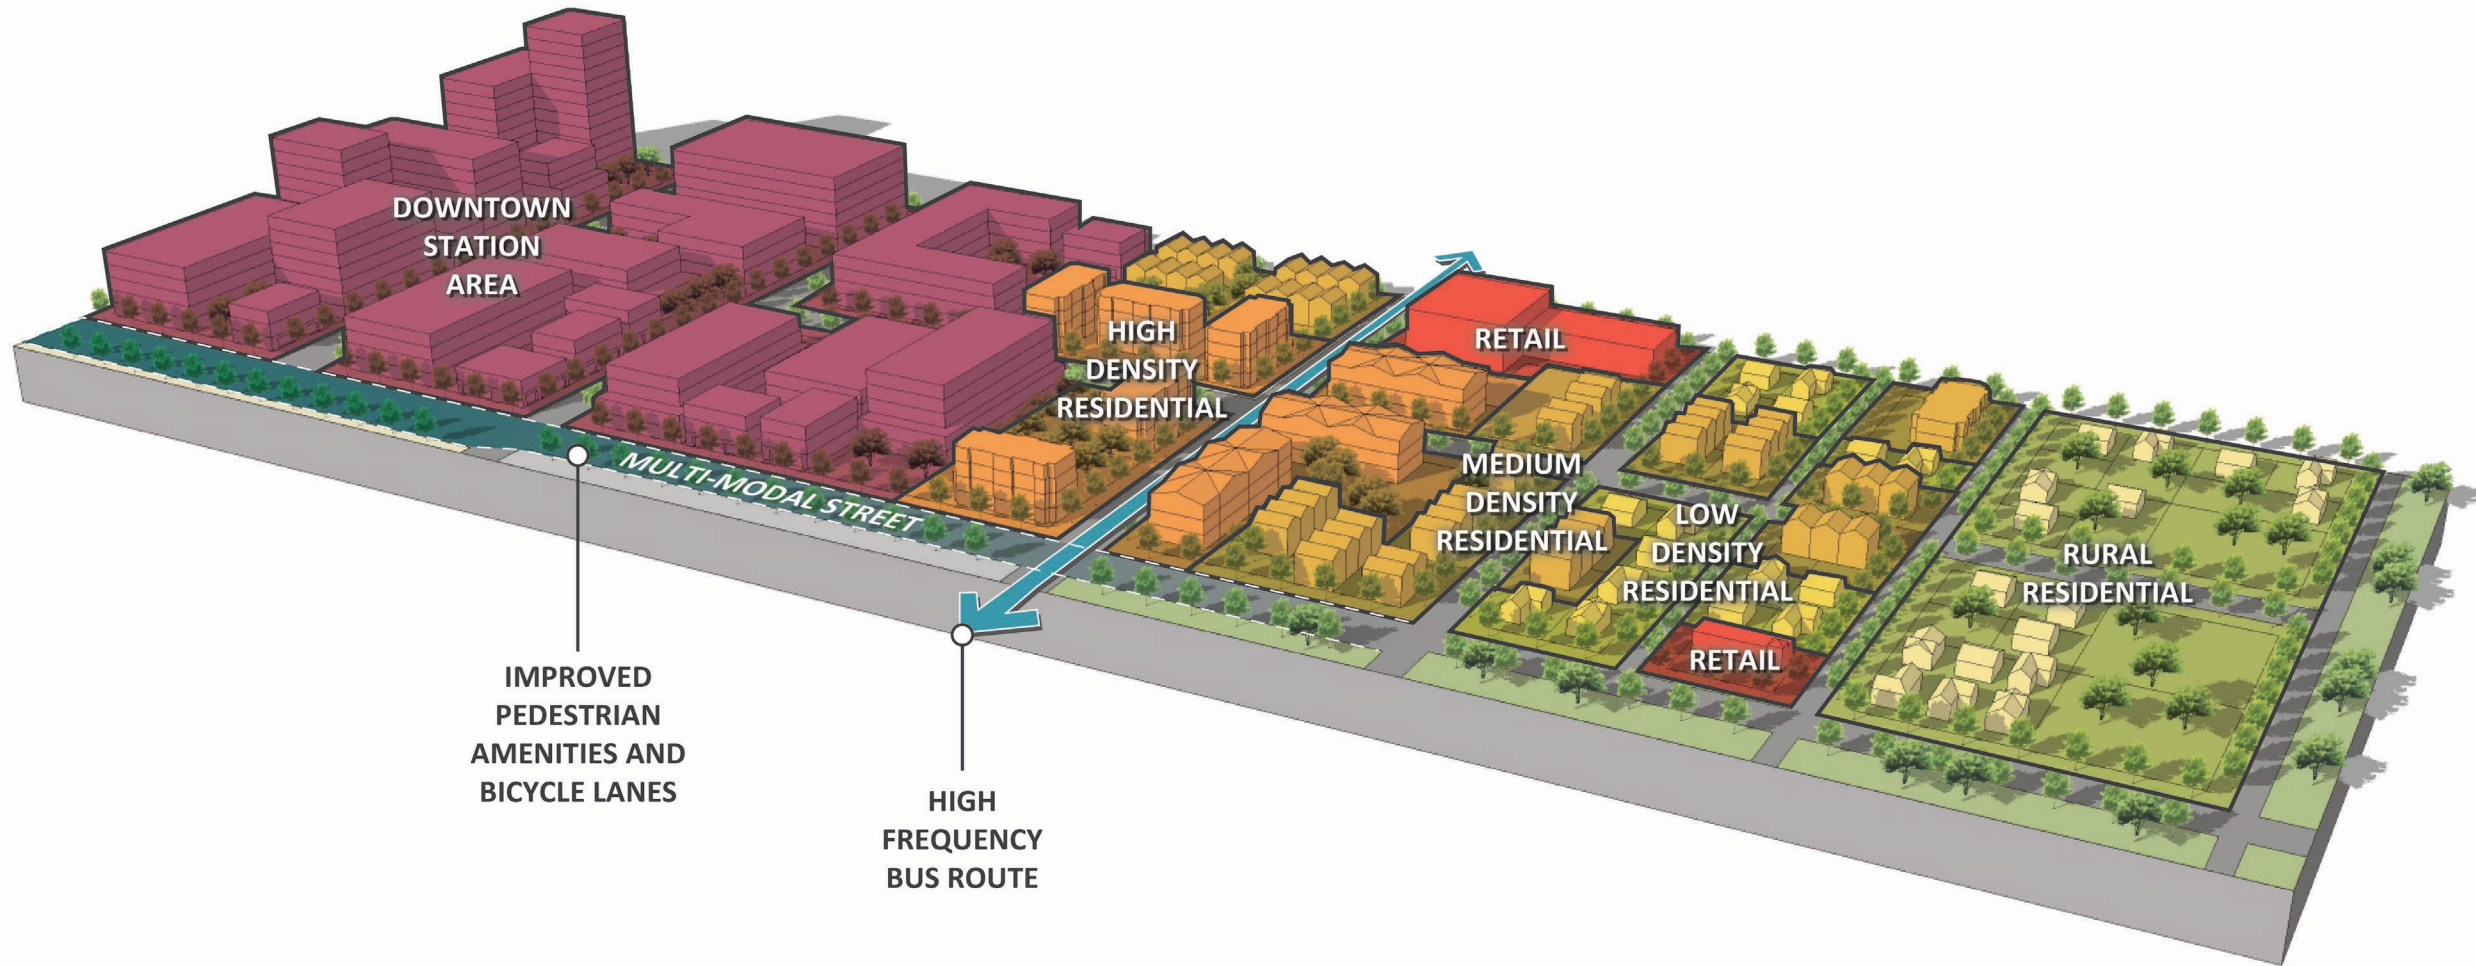 DOWNTOWN
STATION
AREA
HIGH
DENSITY
RESIDENTIAL
RETAIL
MEDIUM
DENSITY
RESIDENTIAL
LOW
DENSITY
RESIDENTIAL
RURAL
RESIDENTIAL
RETAIL
MULTI-MODAL STREET
IMPROVED
PEDESTRIAN
AMENITIES AND
BICYCLE LANES
HIGH
FREQUENCY
BUS ROUTE